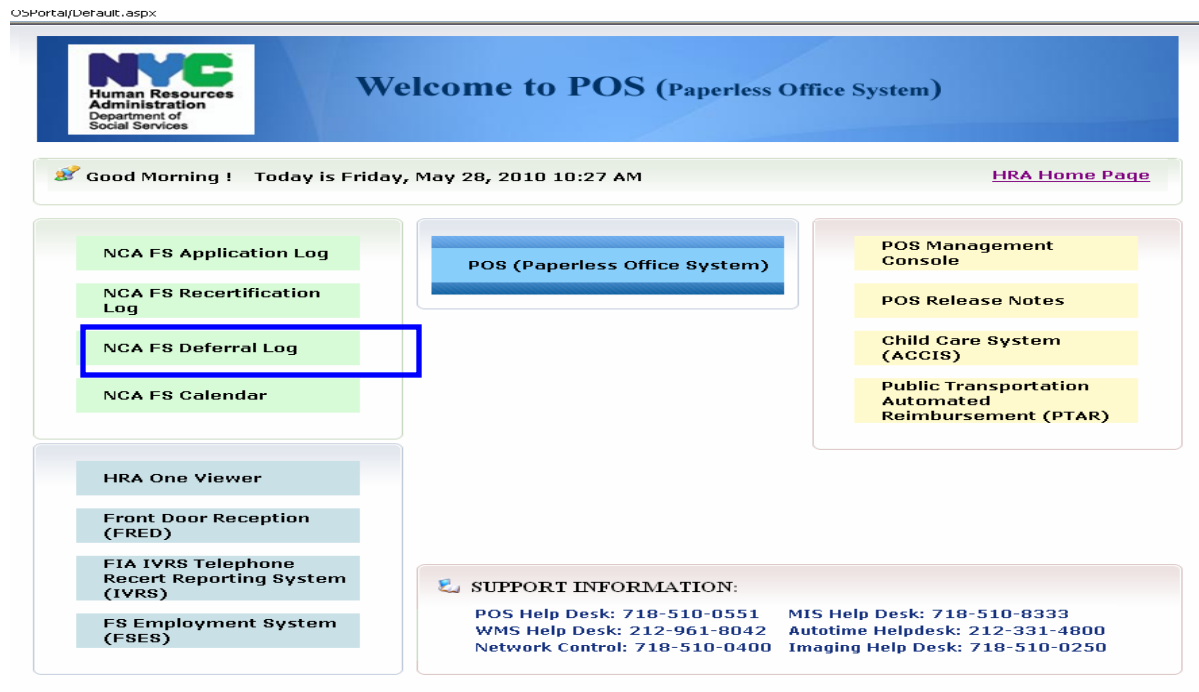 OSPortal/Default.aspx
NYC
Human Resources
Administration
Department of
Social Services
Welcome to POS (Paperless Office System)
Good Morning ! Today is Friday, May 28, 2010 10:27 AM
HRA Home Page
NCA FS Application Log
NCA FS Recertification
Log
NCA FS Deferral Log
NCA FS Calendar
POS (Paperless Office System)
POS Management
Console
POS Release Notes
Child Care System
(ACCIS)
Public Transportation
Automated
Reimbursement (PTAR)
HRA One Viewer
Front Door Reception
(FRED)
FIA IVRS Telephone
Recert Reporting System
(IVRS)
FS Employment System
(FSES)
SUPPORT INFORMATION:
POS Help Desk: 718-510-0551 MIS Help Desk: 718-510-8333
WMS Help Desk: 212-961-8042 Autotime Helpdesk: 212-331-4800
Network Control: 718-510-0400 Imaging Help Desk: 718-510-0250